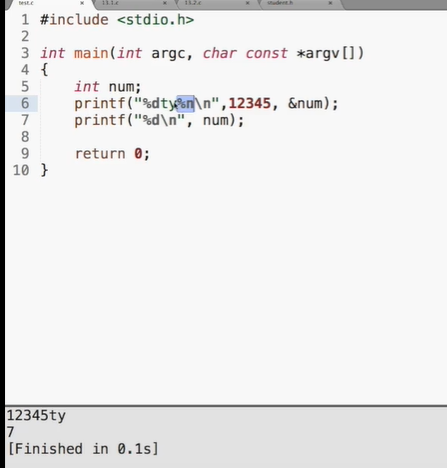 test.c 13.1.c 13.2.c student.h
1 #include <stdio.h>
2
3 int main(int argc, char const *argv[])
4 {
5 int num;
6 printf("%dty%n\n",12345, &num);
7 printf("%d\n", num);
8
9 return 0;
10 }
12345ty
7
[Finished in 0.1s]